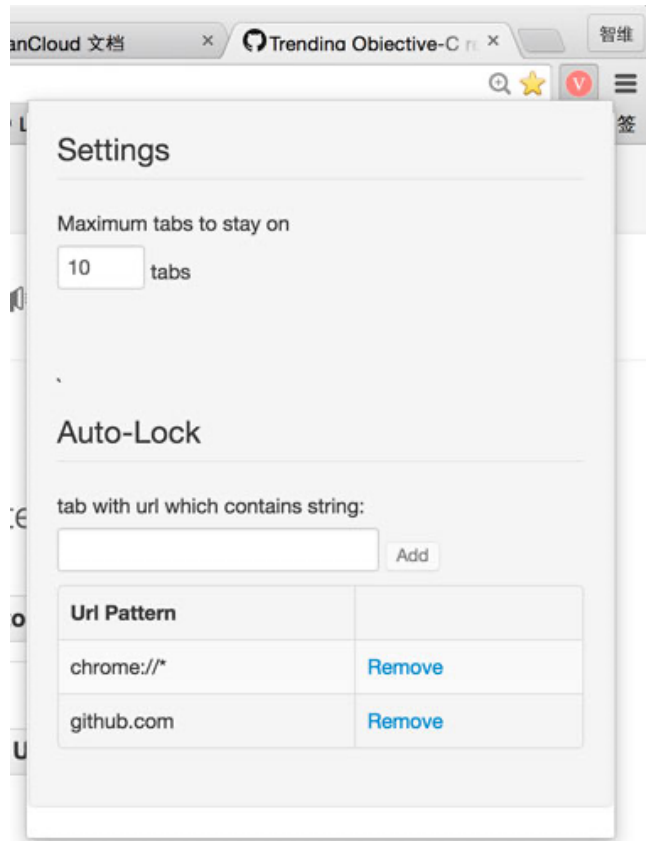 anCloud 文档 × Trending Objective-C r ×
智维
V
签
Settings
Maximum tabs to stay on
10 tabs
、
Auto-Lock
tab with url which contains string:
Add
Url Pattern
chrome://*
Remove
github.com
Remove